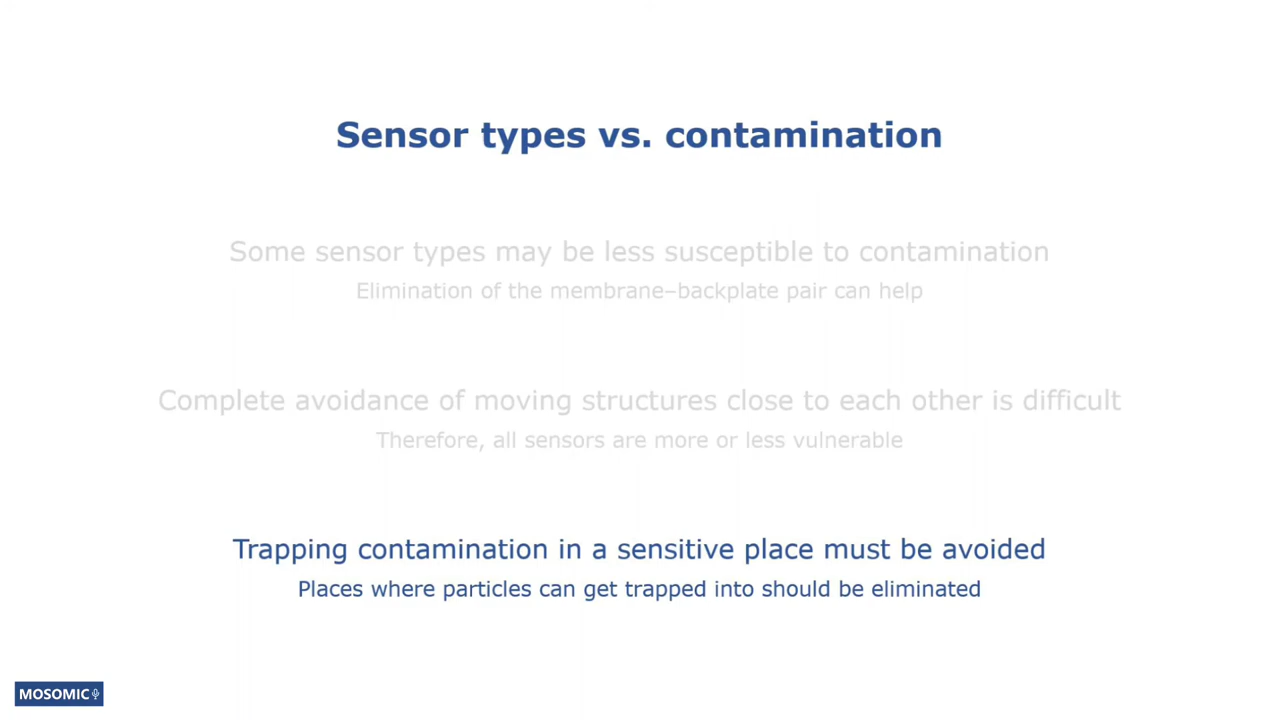 Sensor types vs. contamination
Some sensor types may be less susceptible to contamination
Elimination of the membrane–backplate pair can help
Complete avoidance of moving structures close to each other is difficult
Therefore, all sensors are more or less vulnerable
Trapping contamination in a sensitive place must be avoided
Places where particles can get trapped into should be eliminated
MOSOMIC